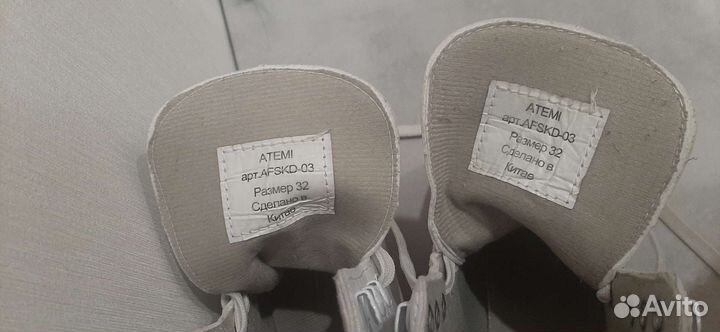 ATEMI
арт.AFSKD-03
Размер 32
Сделано в
Китае
ATEMI
арт.AFSKD-03
Размер 32
Сделано в
Китае
Avito